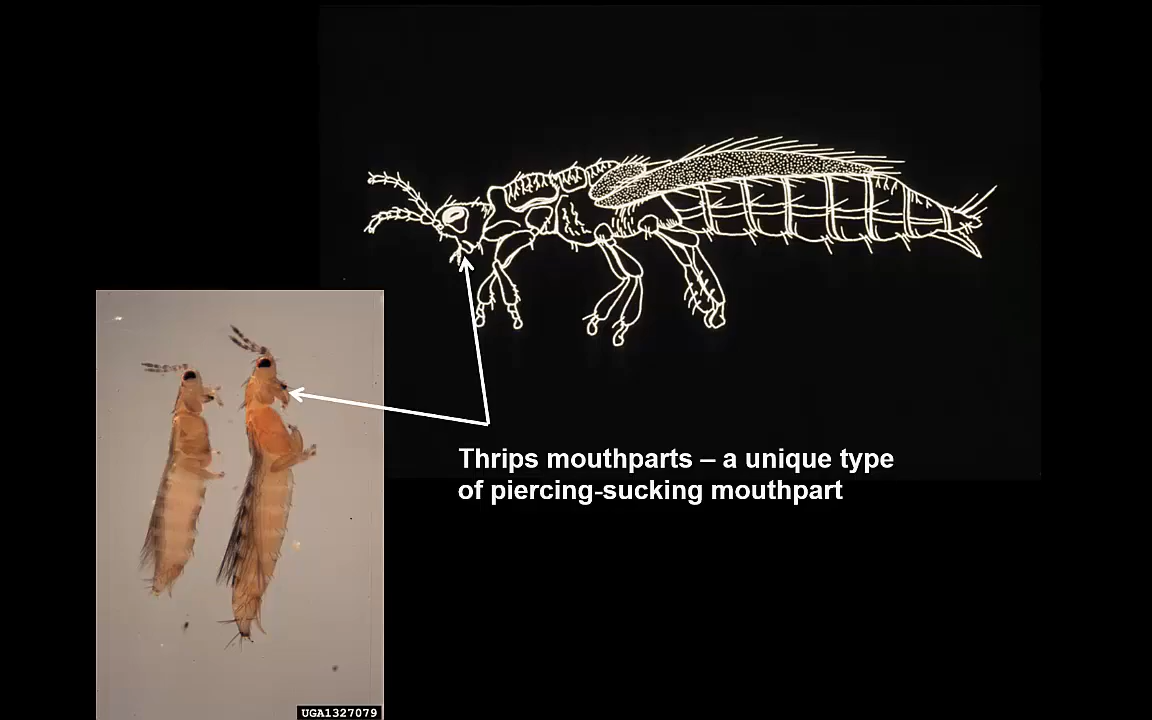 Thrips mouthparts – a unique type
of piercing-sucking mouthpart
UGA1327079